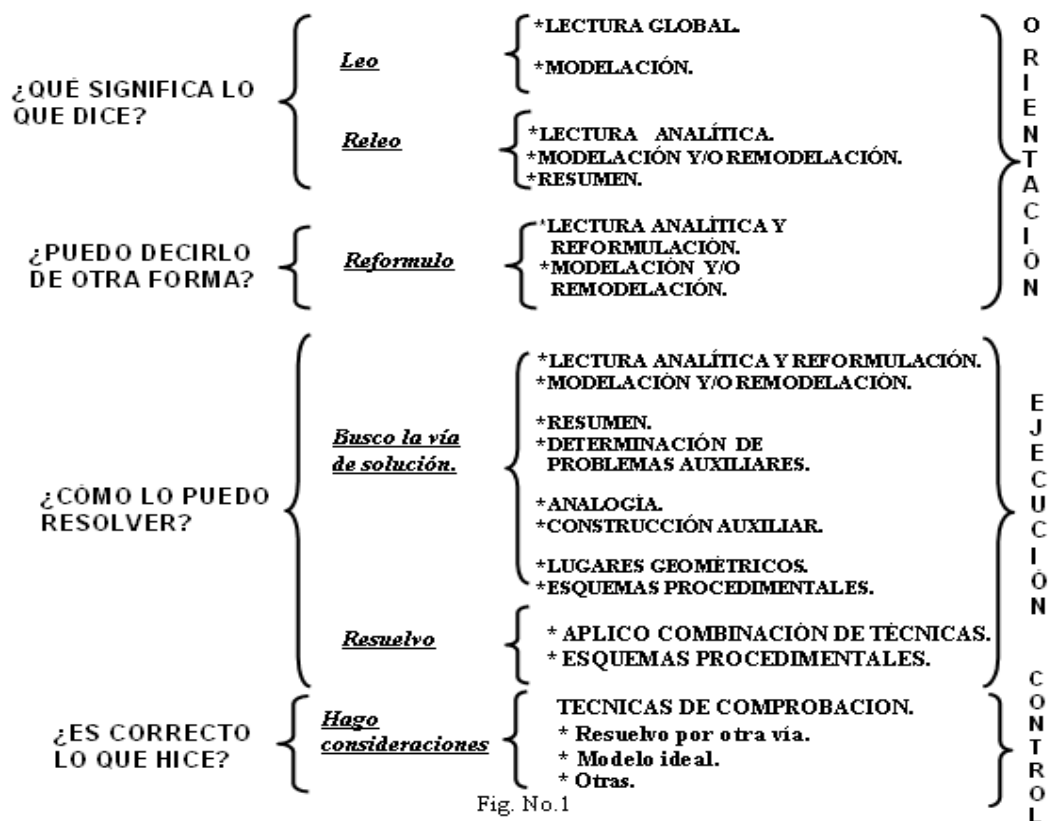 *LECTURA GLOBAL.
Leo
*MODELACIÓN.
¿QUÉ SIGNIFICA LO
QUE DICE?
Releo
*LECTURA ANALÍTICA.
*MODELACIÓN Y/O REMODELACIÓN.
*RESUMEN.
¿PUEDO DECIRLO
DE OTRA FORMA?
Reformulo
*LECTURA ANALÍTICA Y
REFORMULACIÓN.
*MODELACIÓN Y/O
REMODELACIÓN.
ORIENTACIÓN
¿CÓMO LO PUEDO
RESOLVER?
Busco la vía
de solución.
*LECTURA ANALÍTICA Y REFORMULACIÓN.
*MODELACIÓN Y/O REMODELACIÓN.
*RESUMEN.
*DETERMINACIÓN DE
PROBLEMAS AUXILIARES.
*ANALOGÍA.
*CONSTRUCCIÓN AUXILIAR.
*LUGARES GEOMÉTRICOS.
*ESQUEMAS PROCEDIMENTALES.
Resuelvo
* APLICO COMBINACIÓN DE TÉCNICAS.
* ESQUEMAS PROCEDIMENTALES.
EJECUCIÓN
¿ES CORRECTO
LO QUE HICE?
Hago
consideraciones
TECNICAS DE COMPROBACION.
* Resuelvo por otra vía.
* Modelo ideal.
* Otras.
CONTROL
Fig. No.1